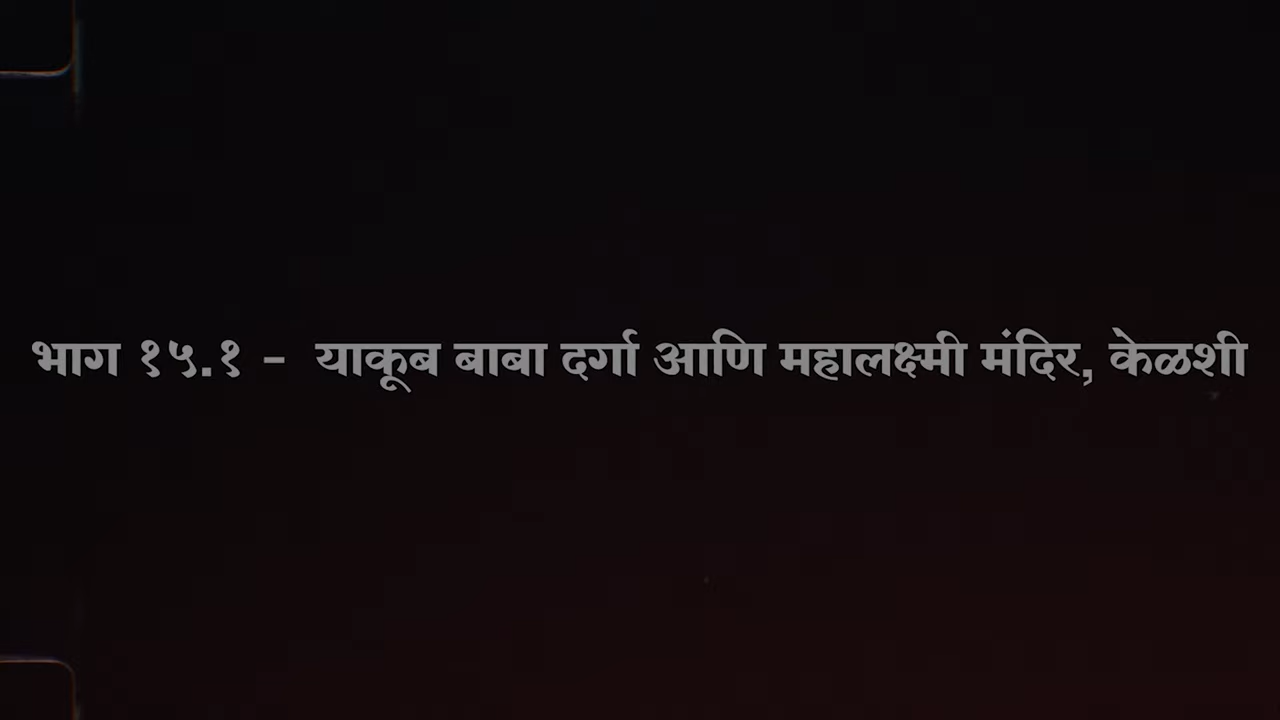 भाग १५.१ - याकूब बाबा दर्गा आणि महालक्ष्मी मंदिर, केळशी